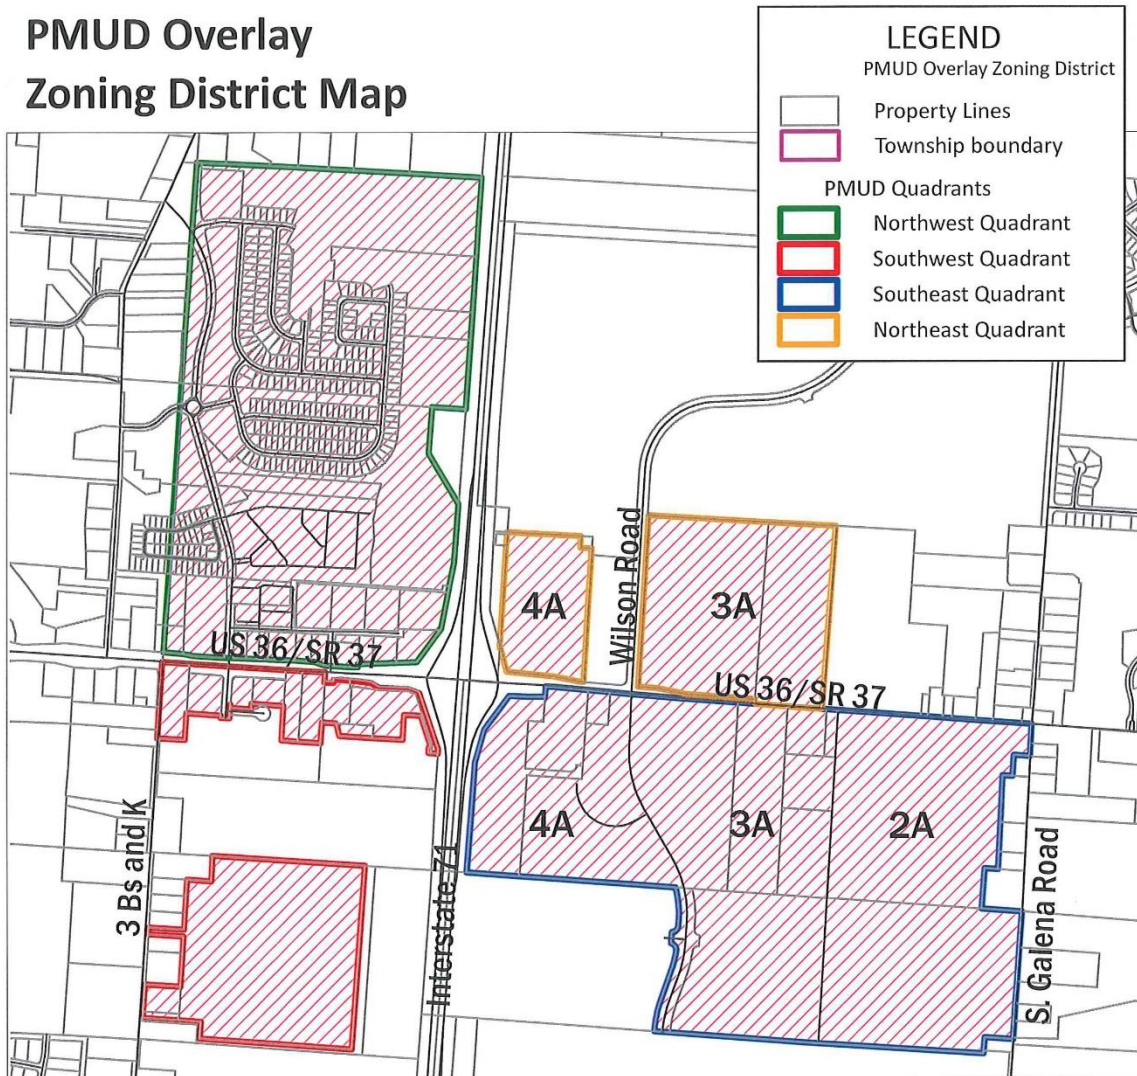 PMUD Overlay
Zoning District Map
LEGEND
PMUD Overlay Zoning District
Property Lines
Township boundary
PMUD Quadrants
Northwest Quadrant
Southwest Quadrant
Southeast Quadrant
Northeast Quadrant
4A
Wilson Road
3A
US 36/SR 37
US 36/SR 37
4A
3A
2A
3 Bs and K
Interstate 71
S. Galena Road